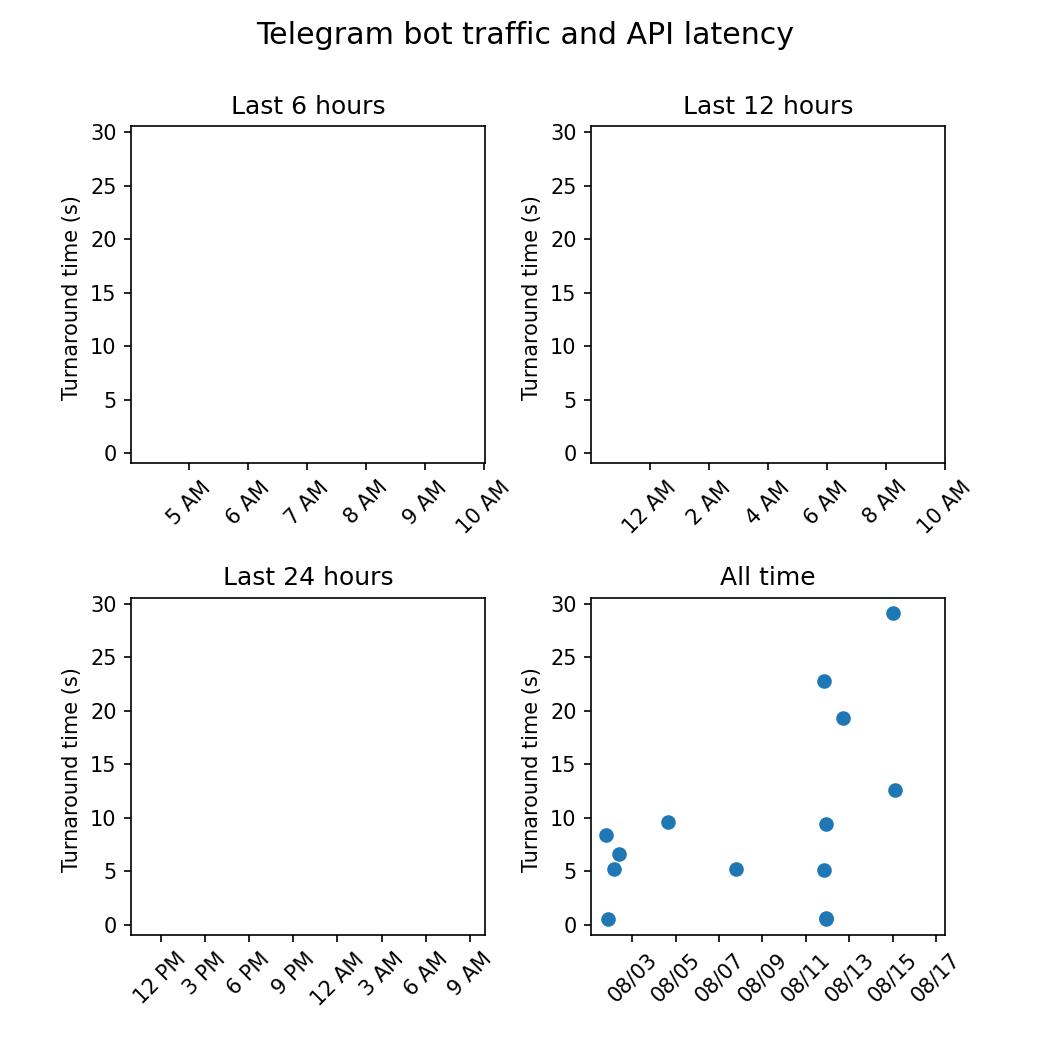 Telegram bot traffic and API latency
Last 6 hours
30
25
20
15
10
5
0
Turnaround time (s)
5 AM 6 AM 7 AM 8 AM 9 AM 10 AM
Last 12 hours
30
25
20
15
10
5
0
Turnaround time (s)
12 AM 2 AM 4 AM 6 AM 8 AM 10 AM
Last 24 hours
30
25
20
15
10
5
0
Turnaround time (s)
12 PM 3 PM 6 PM 9 PM 12 AM 3 AM 6 AM 9 AM
All time
30
25
20
15
10
5
0
Turnaround time (s)
08/03 08/05 08/07 08/09 08/11 08/13 08/15 08/17